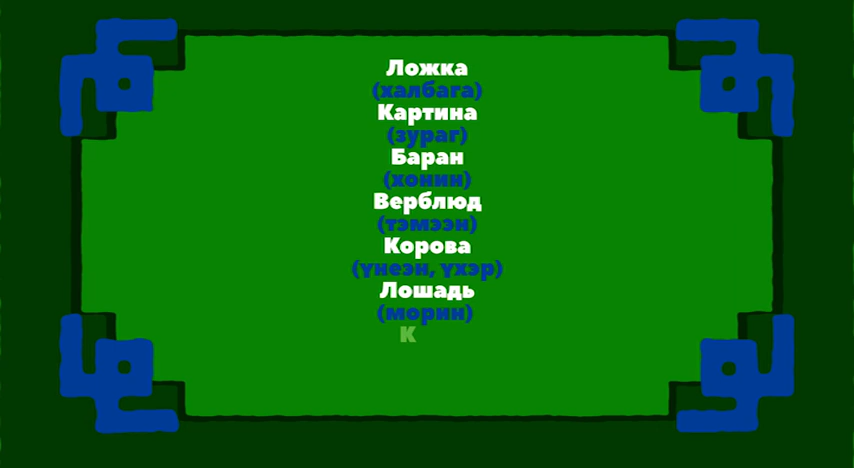 Ложка
(халбага)
Картина
(зураг)
Баран
(хонин)
Верблюд
(тэмээн)
Корова
(үнеэн, үхэр)
Лошадь
(морин)
К